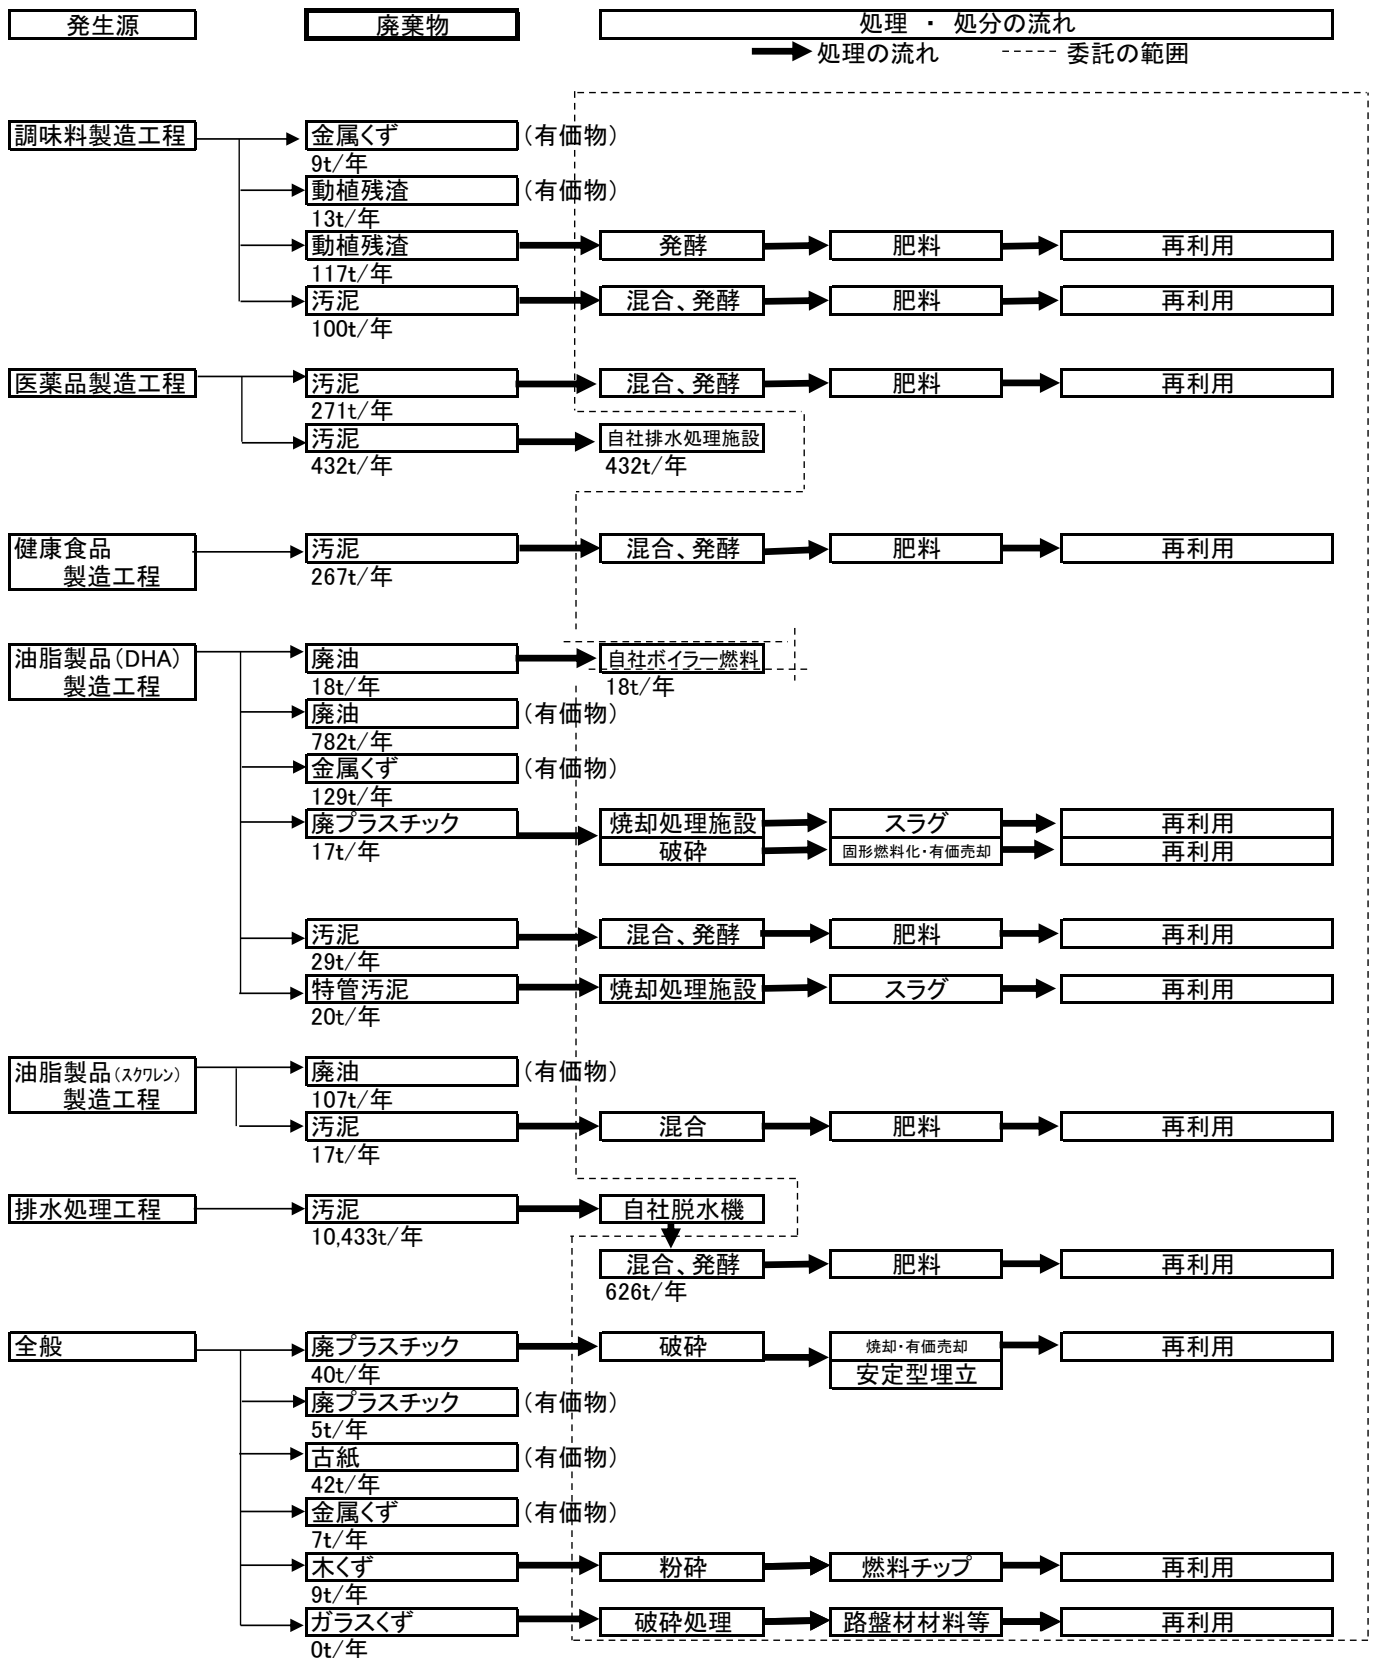 発生源
廃棄物
処理 ・ 処分の流れ
処理の流れ
委託の範囲
調味料製造工程
金属くず
(有価物)
9t/年
動植残渣
(有価物)
13t/年
動植残渣
発酵
肥料
再利用
117t/年
汚泥
混合、発酵
肥料
再利用
100t/年
医薬品製造工程
汚泥
混合、発酵
肥料
再利用
271t/年
汚泥
自社排水処理施設
432t/年
432t/年
健康食品
製造工程
汚泥
混合、発酵
肥料
再利用
267t/年
油脂製品(DHA)
製造工程
廃油
自社ボイラー燃料
18t/年
18t/年
廃油
(有価物)
782t/年
金属くず
(有価物)
129t/年
廃プラスチック
焼却処理施設
スラグ
再利用
17t/年
破砕
固形燃料化・有価売却
再利用
汚泥
混合、発酵
肥料
再利用
29t/年
特管汚泥
焼却処理施設
スラグ
再利用
20t/年
油脂製品(スクワレン)
製造工程
廃油
(有価物)
107t/年
汚泥
混合
肥料
再利用
17t/年
排水処理工程
汚泥
自社脱水機
10,433t/年
混合、発酵
肥料
再利用
626t/年
全般
廃プラスチック
破砕
焼却・有価売却
再利用
40t/年
安定型埋立
廃プラスチック
(有価物)
5t/年
古紙
(有価物)
42t/年
金属くず
(有価物)
7t/年
木くず
粉砕
燃料チップ
再利用
9t/年
ガラスくず
破砕処理
路盤材材料等
再利用
0t/年